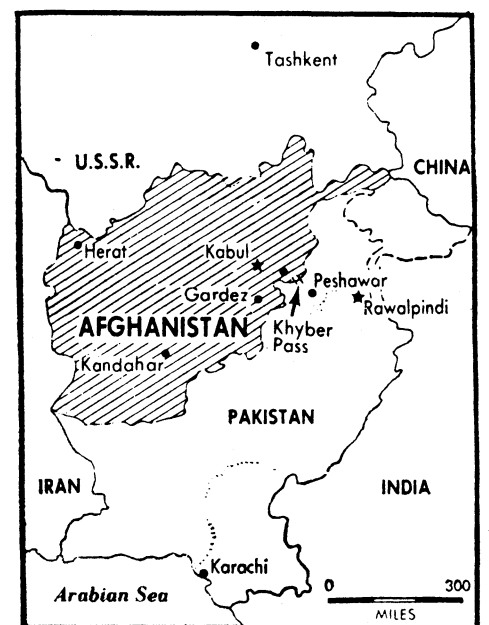 Tashkent
U.S.S.R.
CHINA
Herat
Kabul
Peshawar
Gardez
Rawalpindi
AFGHANISTAN
Khyber
Pass
Kandahar
PAKISTAN
IRAN
INDIA
Karachi
Arabian Sea
0 300
MILES